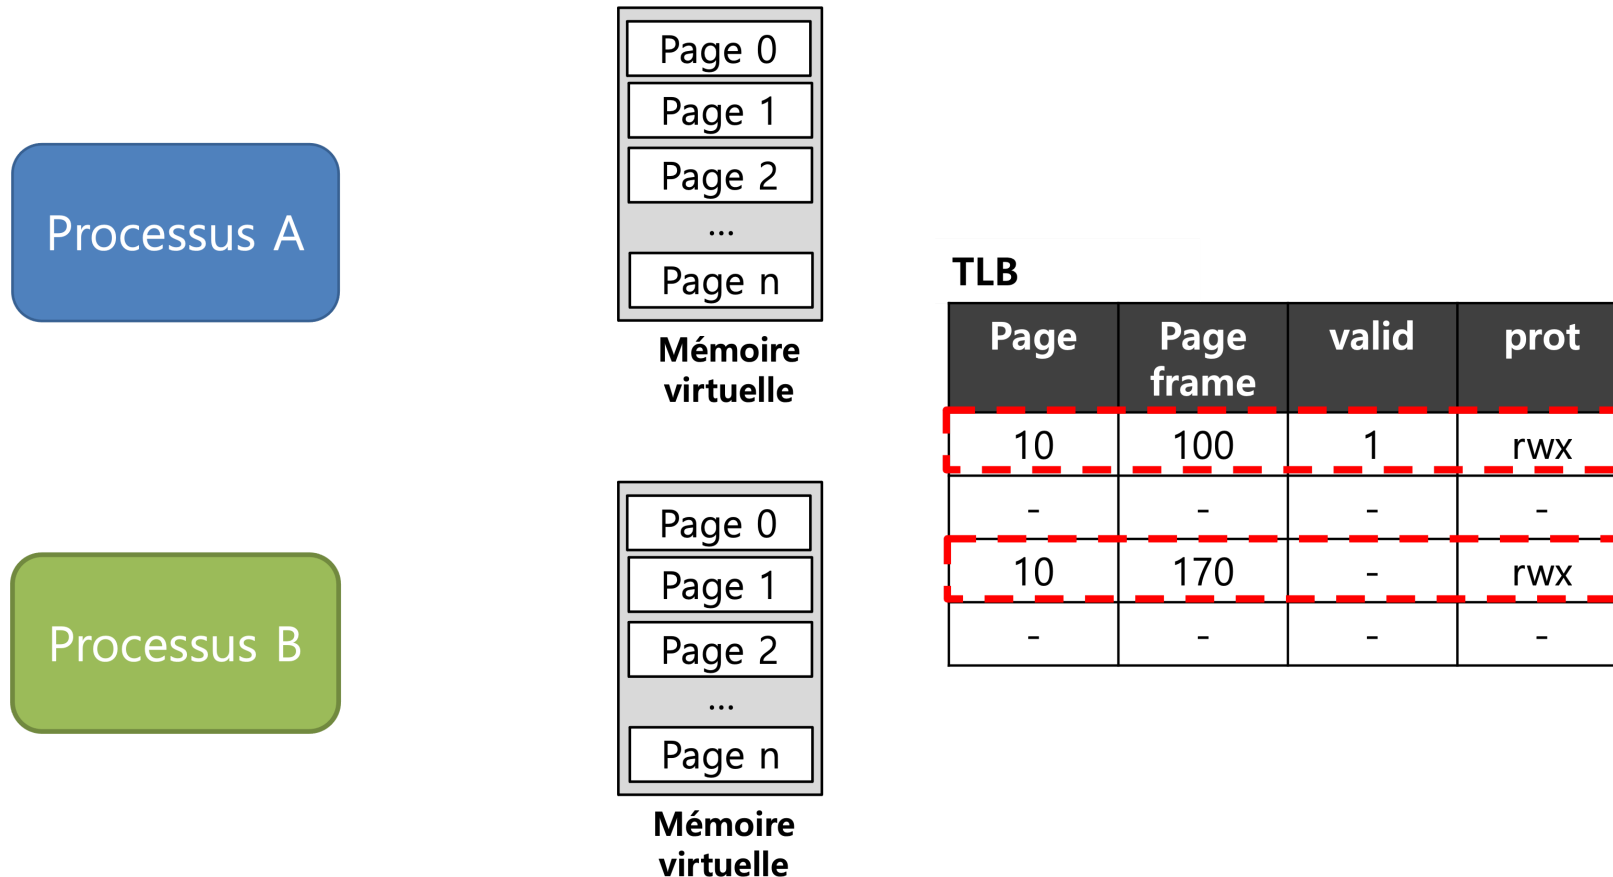 Processus A
Page 0
Page 1
Page 2
...
Page n
Mémoire
virtuelle
Processus B
Page 0
Page 1
Page 2
...
Page n
Mémoire
virtuelle
TLB
Page Page frame valid prot
10 100 1 rwx
- - - -
10 170 - rwx
- - - -